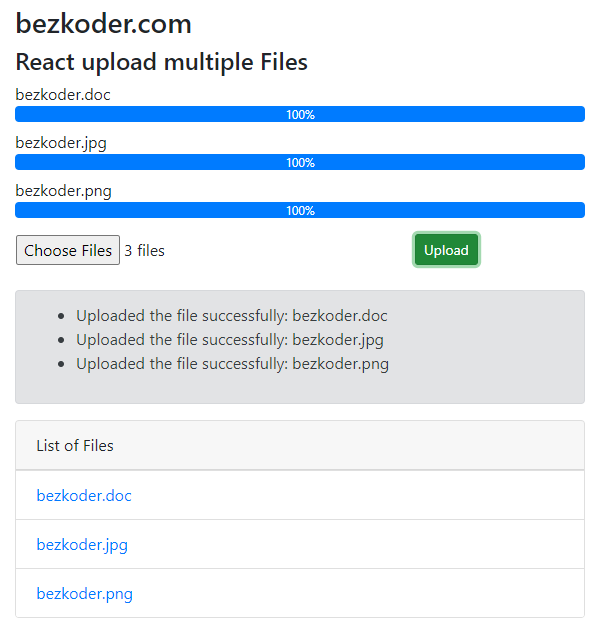 bezkoder.com
React upload multiple Files
bezkoder.doc
100%
bezkoder.jpg
100%
bezkoder.png
100%
Choose Files 3 files Upload
Uploaded the file successfully: bezkoder.doc
Uploaded the file successfully: bezkoder.jpg
Uploaded the file successfully: bezkoder.png
List of Files
bezkoder.doc
bezkoder.jpg
bezkoder.png